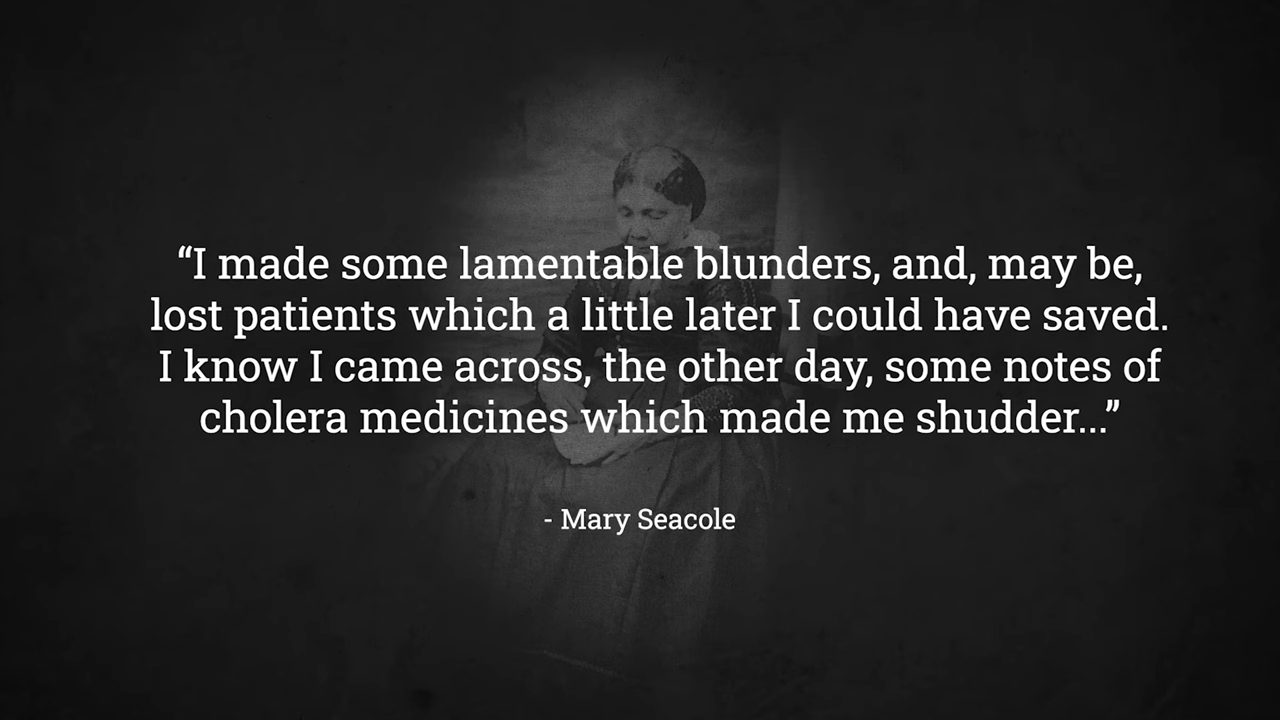 “I made some lamentable blunders, and, may be,
lost patients which a little later I could have saved.
I know I came across, the other day, some notes of
cholera medicines which made me shudder...”
- Mary Seacole